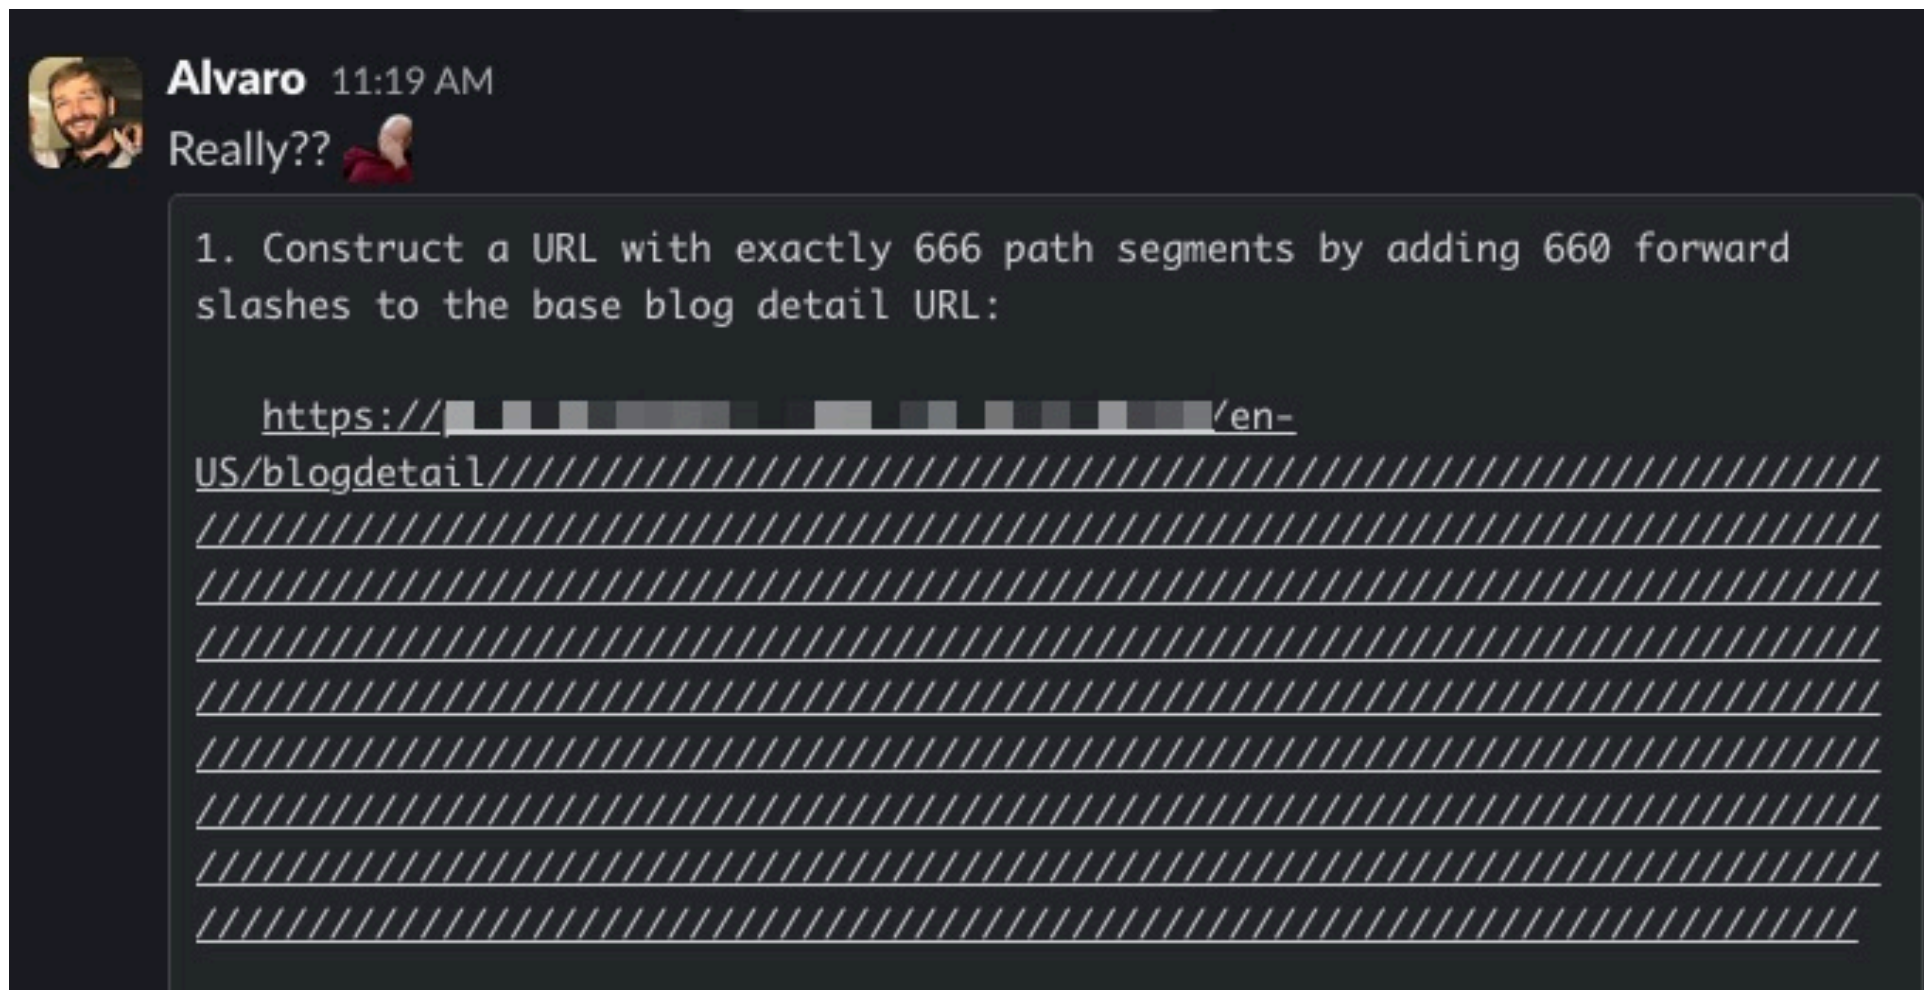 Alvaro 11:19 AM
Really??
1. Construct a URL with exactly 666 path segments by adding 660 forward
slashes to the base blog detail URL:
https:///en-
US/blogdetail//////////////////////////////////////////////////////////////
///////////////////////////////////////////////////////////////////////////
///////////////////////////////////////////////////////////////////////////
///////////////////////////////////////////////////////////////////////////
///////////////////////////////////////////////////////////////////////////
///////////////////////////////////////////////////////////////////////////
///////////////////////////////////////////////////////////////////////////
///////////////////////////////////////////////////////////////////////////
//////////////////////////////////////////////////////////////////////////